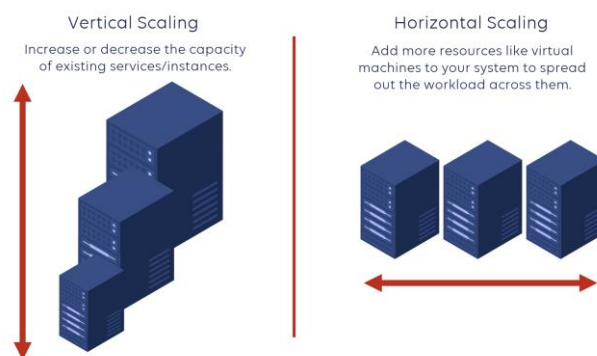 Vertical Scaling
Increase or decrease the capacity
of existing services/instances.
Horizontal Scaling
Add more resources like virtual
machines to your system to spread
out the workload across them.